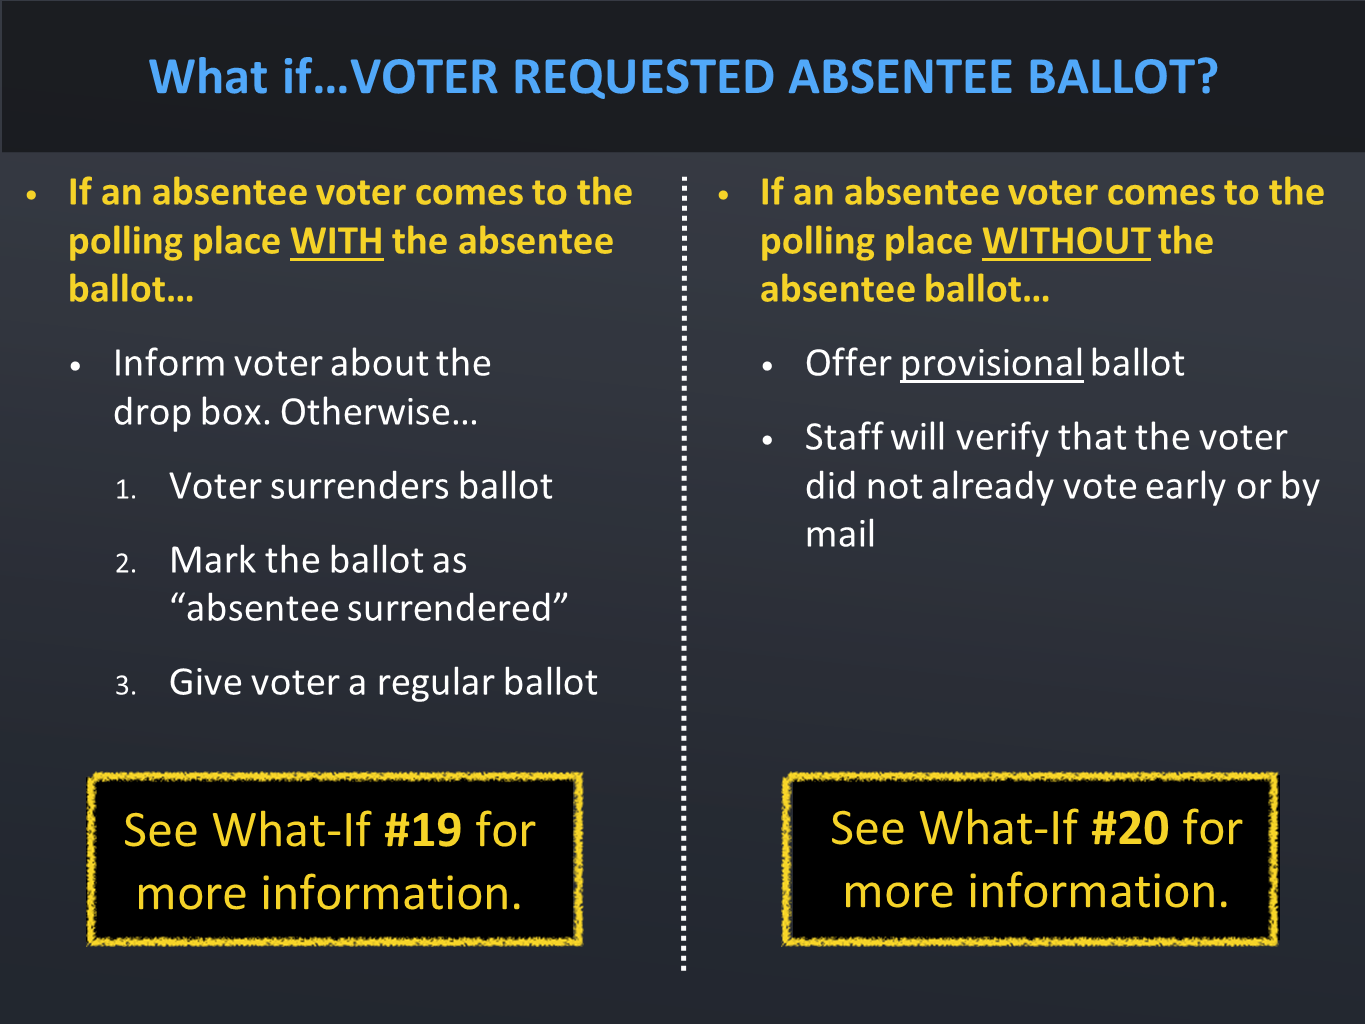 What if…VOTER REQUESTED ABSENTEE BALLOT?
• If an absentee voter comes to the
polling place WITH the absentee
ballot…
• Inform voter about the
drop box. Otherwise…
1. Voter surrenders ballot
2. Mark the ballot as
“absentee surrendered”
3. Give voter a regular ballot
See What-If #19 for
more information.
• If an absentee voter comes to the
polling place WITHOUT the
absentee ballot…
• Offer provisional ballot
• Staff will verify that the voter
did not already vote early or by
mail
See What-If #20 for
more information.